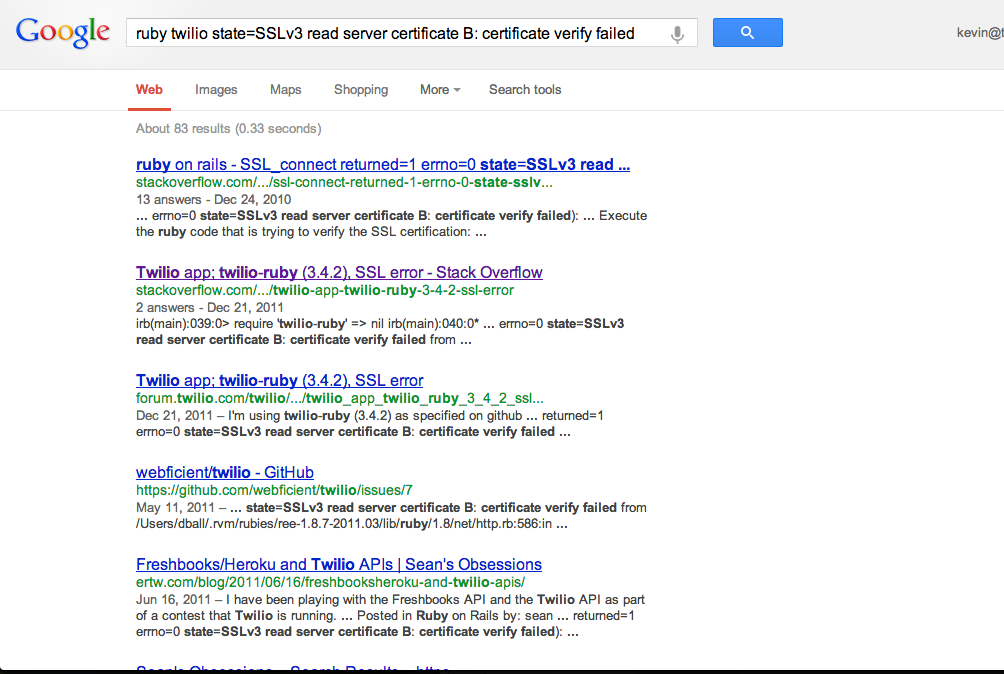 Google
ruby twilio state=SSLv3 read server certificate B: certificate verify failed
kevin@t
Web Images Maps Shopping More Search tools
About 83 results (0.33 seconds)
ruby on rails - SSL_connect returned=1 errno=0 state=SSLv3 read ...
stackoverflow.com/.../ssl-connect-returned-1-errno-0-state-sslv...
13 answers - Dec 24, 2010
... errno=0 state=SSLv3 read server certificate B: certificate verify failed): ... Execute
the ruby code that is trying to verify the SSL certification: ...
Twilio app; twilio-ruby (3.4.2), SSL error - Stack Overflow
stackoverflow.com/.../twilio-app-twilio-ruby-3-4-2-ssl-error
2 answers - Dec 21, 2011
irb(main):039:0> require 'twilio-ruby' => nil irb(main):040:0* ... errno=0 state=SSLv3
read server certificate B: certificate verify failed from ...
Twilio app; twilio-ruby (3.4.2), SSL error
forum.twilio.com/twilio/.../twilio_app_twilio_ruby_3_4_2_ssl...
Dec 21, 2011 – I'm using twilio-ruby (3.4.2) as specified on github ... returned=1
errno=0 state=SSLv3 read server certificate B: certificate verify failed ...
webficient/twilio - GitHub
https://github.com/webficient/twilio/issues/7
May 11, 2011 – ... state=SSLv3 read server certificate B: certificate verify failed from
/Users/dball/.rvm/rubies/ree-1.8.7-2011.03/lib/ruby/1.8/net/http.rb:586:in ...
Freshbooks/Heroku and Twilio APIs | Sean's Obsessions
ertw.com/blog/2011/06/16/freshbooksheroku-and-twilio-apis/
Jun 16, 2011 – I have been playing with the Freshbooks API and the Twilio API as part
of a contest that Twilio is running. ... Posted in Ruby on Rails by: sean ... returned=1
errno=0 state=SSLv3 read server certificate B: certificate verify failed): ...
Sean's Obsessions
Search Results
https